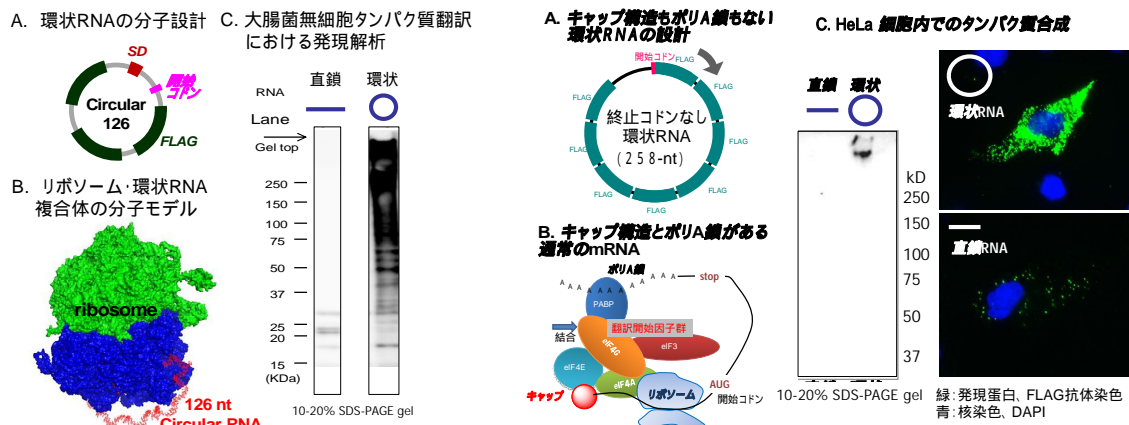 A. 環状RNAの分子設計
SD
開始
コドン
Circular
126
FLAG
B. リボソーム・環状RNA
複合体の分子モデル
ribosome
126 nt
Circular RNA
C. 大腸菌無細胞タンパク質翻訳
における発現解析
直鎖 環状
RNA
Lane
Gel top
250
150
100
75
50
37
25
20
15
(KDa)
10-20% SDS-PAGE gel
A. キャップ構造もポリA鎖もない
環状RNAの設計
開始コドン
FLAG
FLAG
FLAG
FLAG
FLAG
FLAG
FLAG
FLAG
FLAG
終止コドンなし
環状RNA
(258-nt)
B. キャップ構造とポリA鎖がある
通常のmRNA
ポリA鎖
A A A A A A A A A A A stop
PABP
翻訳開始因子群
結合
eIF4G
eIF3
eIF4E
eIF4A
キャップ
リボソーム
AUG
開始コドン
C. HeLa 細胞内でのタンパク質合成
直鎖 環状
kD
250
150
100
75
50
37
直鎖 環状
10-20% SDS-PAGE gel
環状RNA
直鎖RNA
緑:発現蛋白、FLAG抗体染色
青:核染色、DAPI